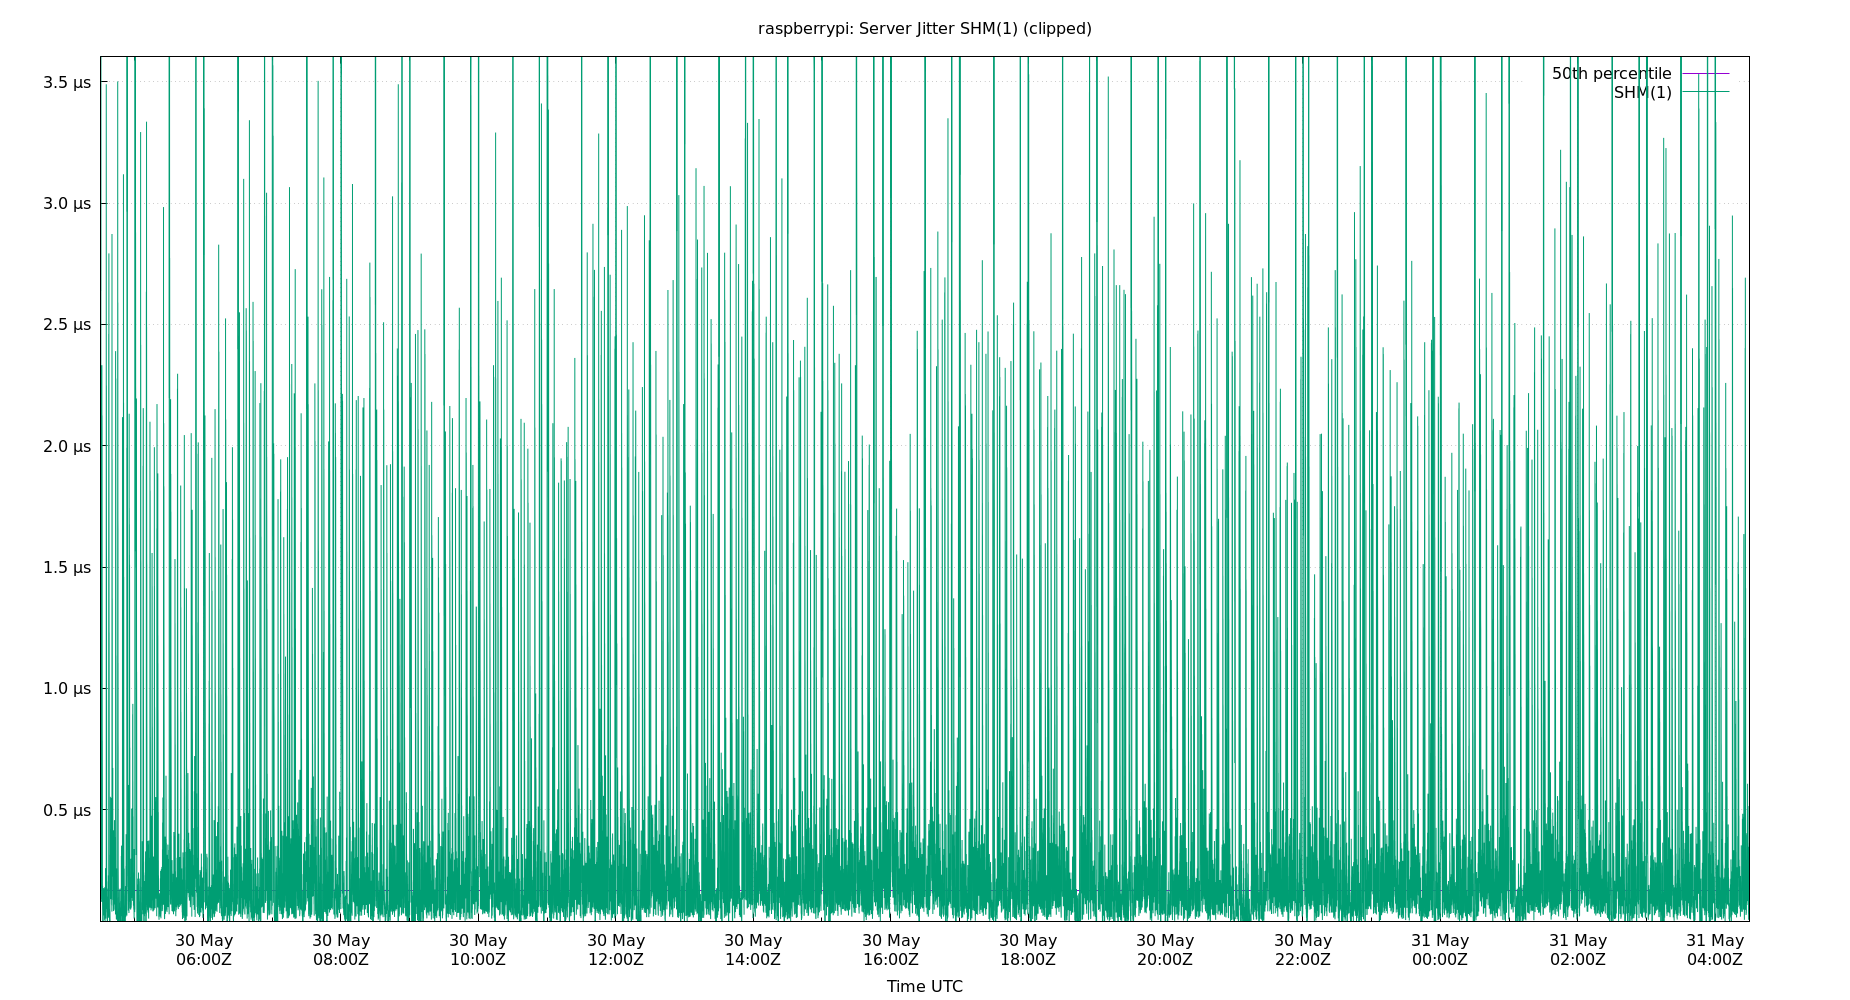 raspberrypi: Server Jitter SHM(1) (clipped)
50th percentile
SHM(1)
3.5 µs
3.0 µs
2.5 µs
2.0 µs
1.5 µs
1.0 µs
0.5 µs
30 May 30 May 30 May 30 May 30 May 30 May 30 May 30 May 30 May 31 May 31 May 31 May
06:00Z 08:00Z 10:00Z 12:00Z 14:00Z 16:00Z 18:00Z 20:00Z 22:00Z 00:00Z 02:00Z 04:00Z
Time UTC